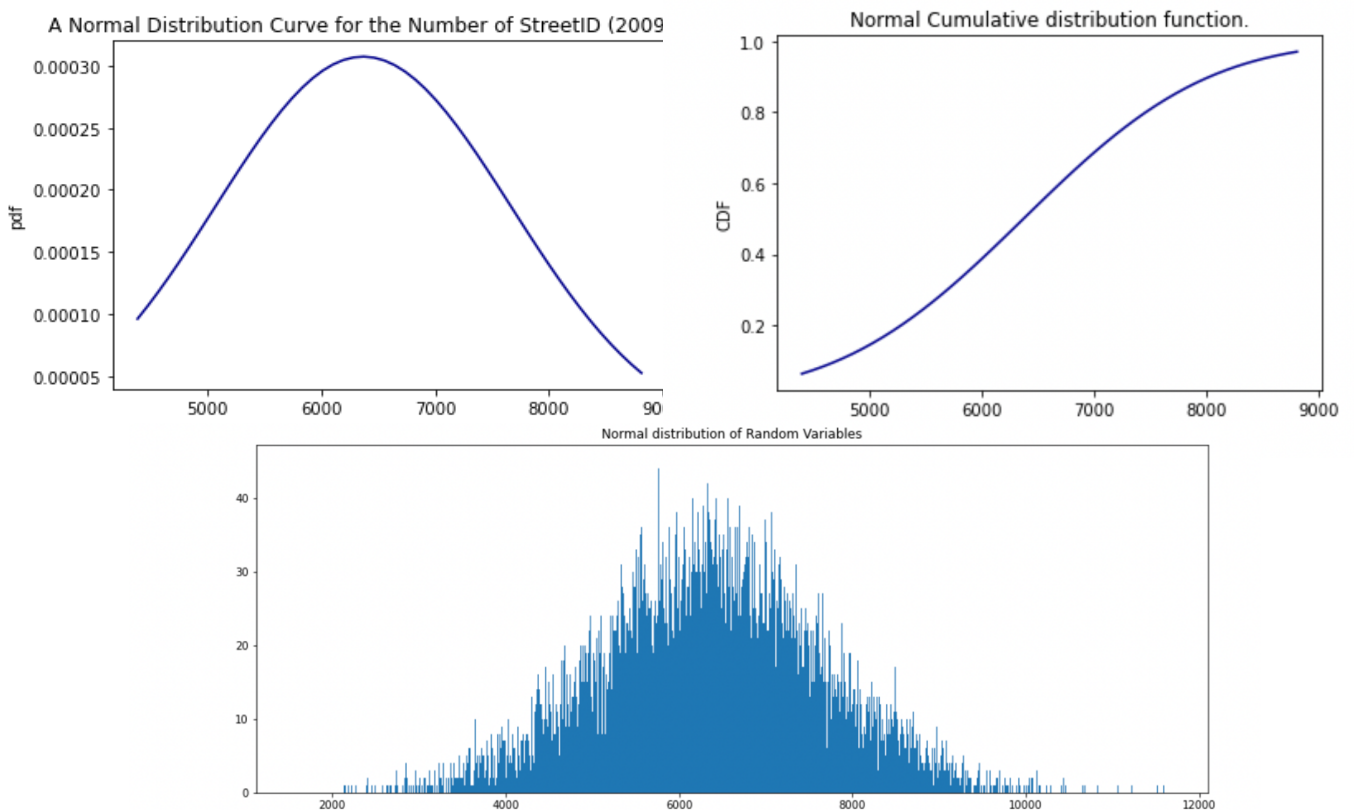 A Normal Distribution Curve for the Number of StreetID (2009
0.00030
0.00025
0.00020
0.00015
0.00010
0.00005
pdf
5000 6000 7000 8000 90
Normal Cumulative distribution function.
1.0
0.8
0.6
0.4
0.2
CDF
5000 6000 7000 8000 9000
Normal distribution of Random Variables
40
30
20
10
0
2000 4000 6000 8000 10000 12000